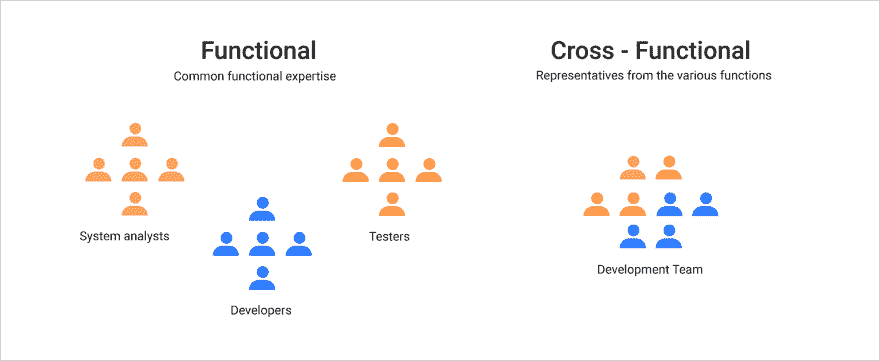 Functional
Common functional expertise
System analysts
Developers
Testers
Cross - Functional
Representatives from the various functions
Development Team